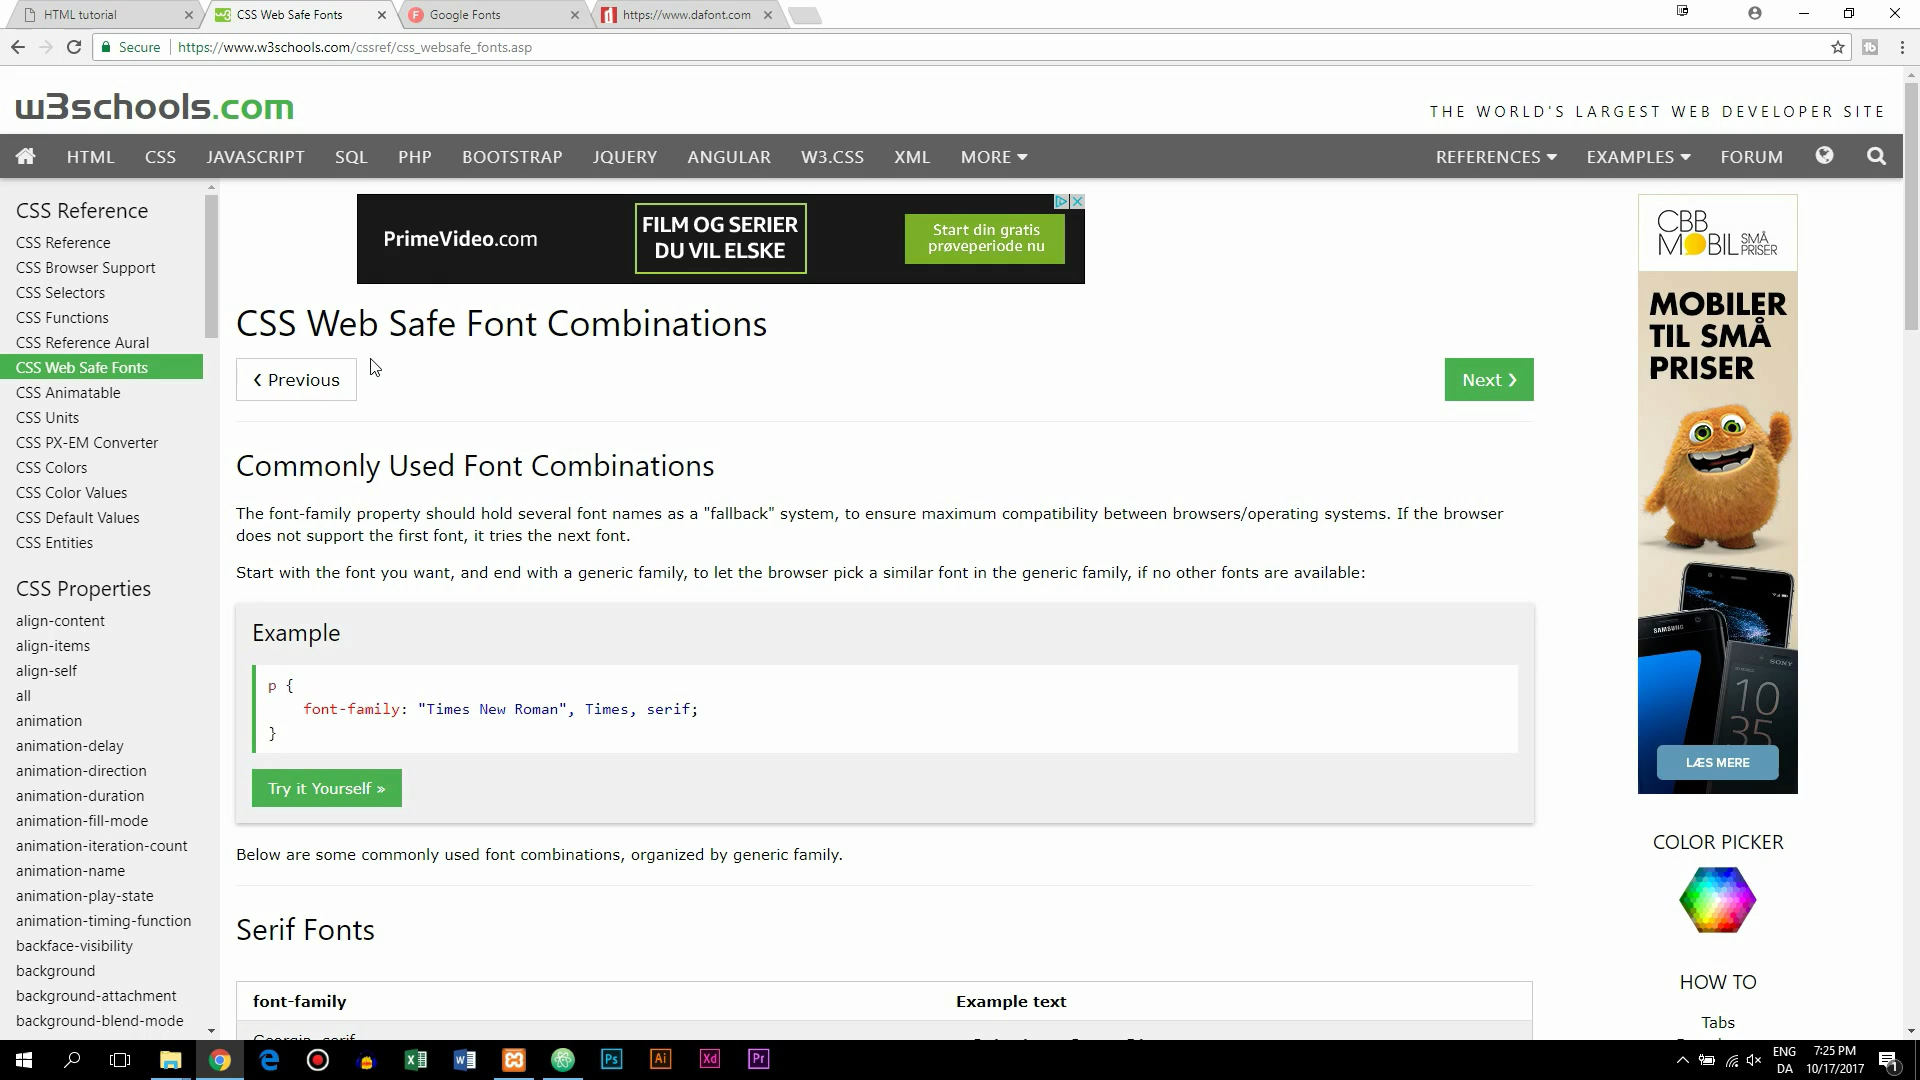 HTML tutorial
CSS Web Safe Fonts
Google Fonts
https://www.dafont.com
Secure
https://www.w3schools.com/cssref/css_websafe_fonts.asp
w3schools.com
THE WORLD'S LARGEST WEB DEVELOPER SITE
HTML CSS JAVASCRIPT SQL PHP BOOTSTRAP JQUERY ANGULAR W3.CSS XML MORE REFERENCES EXAMPLES FORUM
CSS Reference
CSS Reference
CSS Browser Support
CSS Selectors
CSS Functions
CSS Reference Aural
CSS Web Safe Fonts
CSS Animatable
CSS Units
CSS PX-EM Converter
CSS Colors
CSS Color Values
CSS Default Values
CSS Entities
CSS Properties
align-content
align-items
align-self
all
animation
animation-delay
animation-direction
animation-duration
animation-fill-mode
animation-iteration-count
animation-name
animation-play-state
animation-timing-function
backface-visibility
background
background-attachment
background-blend-mode
PrimeVideo.com
FILM OG SERIER
DU VIL ELSKE
Start din gratis
prøveperiode nu
CSS Web Safe Font Combinations
❮ Previous
Next ❯
Commonly Used Font Combinations
The font-family property should hold several font names as a "fallback" system, to ensure maximum compatibility between browsers/operating systems. If the browser
does not support the first font, it tries the next font.
Start with the font you want, and end with a generic family, to let the browser pick a similar font in the generic family, if no other fonts are available:
Example
p {
font-family: "Times New Roman", Times, serif;
}
Try it Yourself »
Below are some commonly used font combinations, organized by generic family.
Serif Fonts
font-family
Example text
Georgia, serif
CBB
MOBIL SMÅ
PRISER
MOBILER
TIL SMÅ
PRISER
SAMSUNG
SONY
10
35
LÆS MERE
COLOR PICKER
HOW TO
Tabs
Ps
Ai
Xd
Pr
ENG
DA
7:25 PM
10/17/2017
1